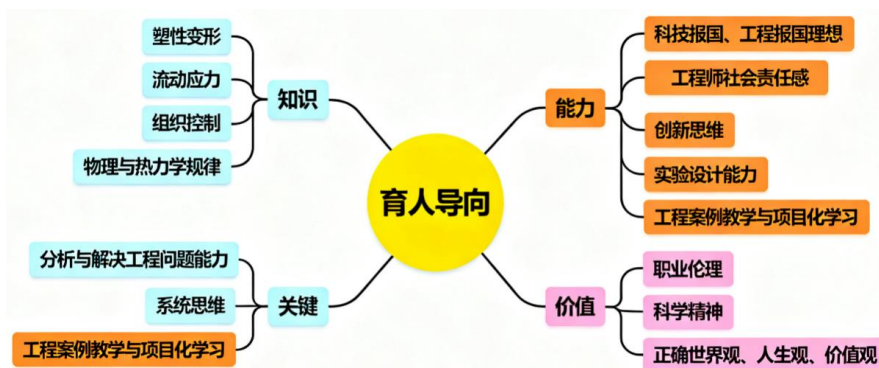 塑性变形
流动应力
组织控制
物理与热力学规律
知识
分析与解决工程问题能力
系统思维
工程案例教学与项目化学习
关键
育人导向
能力
科技报国、工程报国理想
工程师社会责任感
创新思维
实验设计能力
工程案例教学与项目化学习
价值
职业伦理
科学精神
正确世界观、人生观、价值观